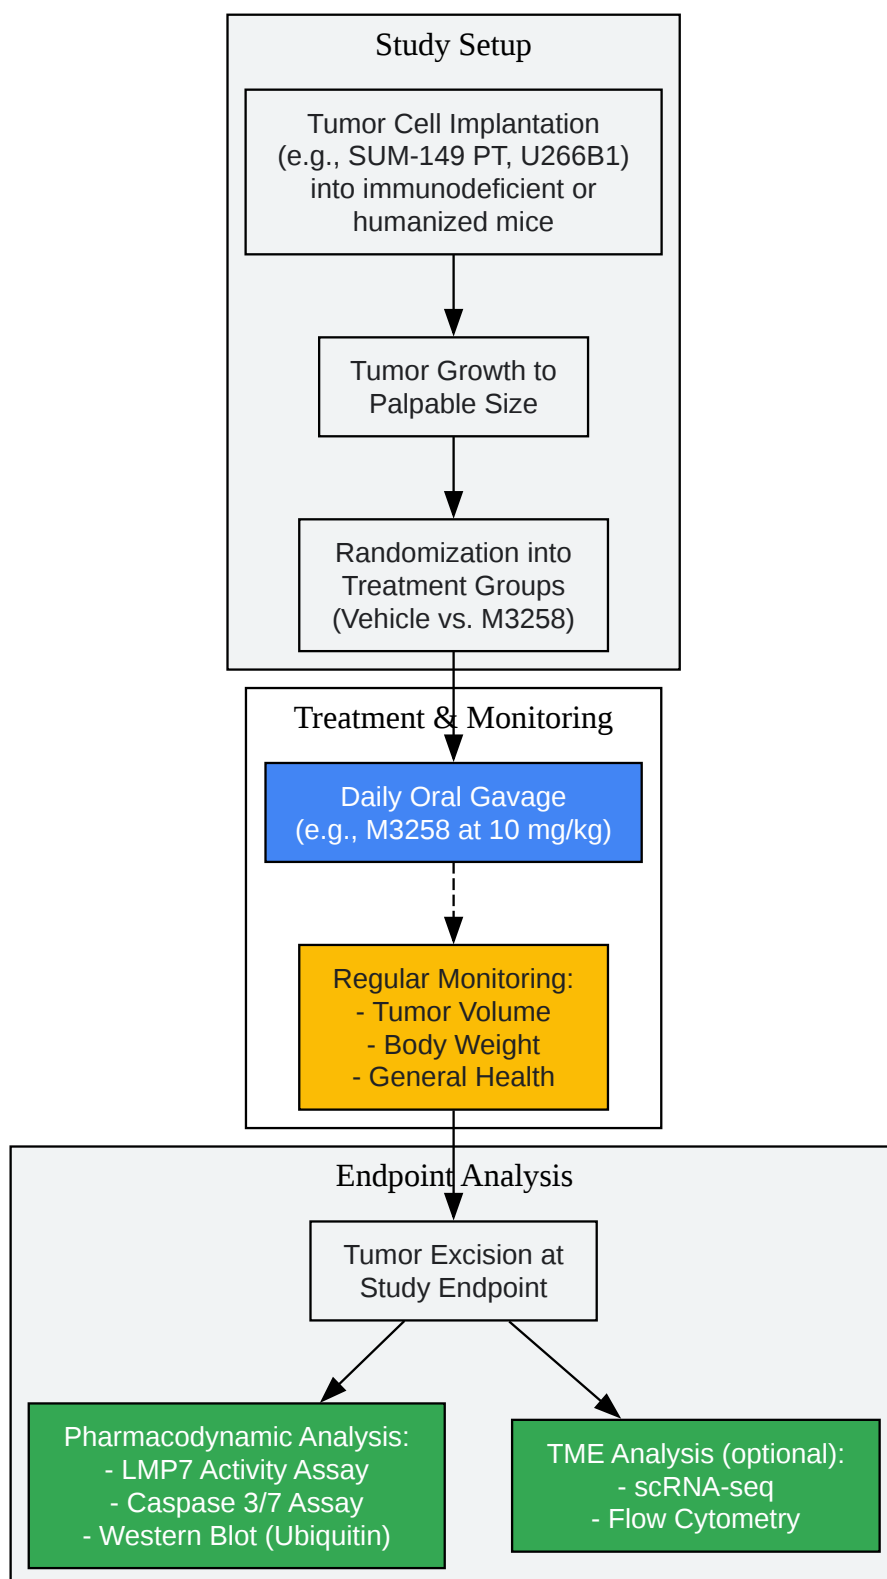 Study Setup
Tumor Cell Implantation
(e.g., SUM-149 PT, U266B1)
into immunodeficient or
humanized mice
Tumor Growth to
Palpable Size
Randomization into
Treatment Groups
(Vehicle vs. M3258)
Treatment & Monitoring
Daily Oral Gavage
(e.g., M3258 at 10 mg/kg)
Regular Monitoring:
- Tumor Volume
- Body Weight
- General Health
Endpoint Analysis
Tumor Excision at
Study Endpoint
Pharmacodynamic Analysis:
- LMP7 Activity Assay
- Caspase 3/7 Assay
- Western Blot (Ubiquitin)
TME Analysis (optional):
- scRNA-seq
- Flow Cytometry